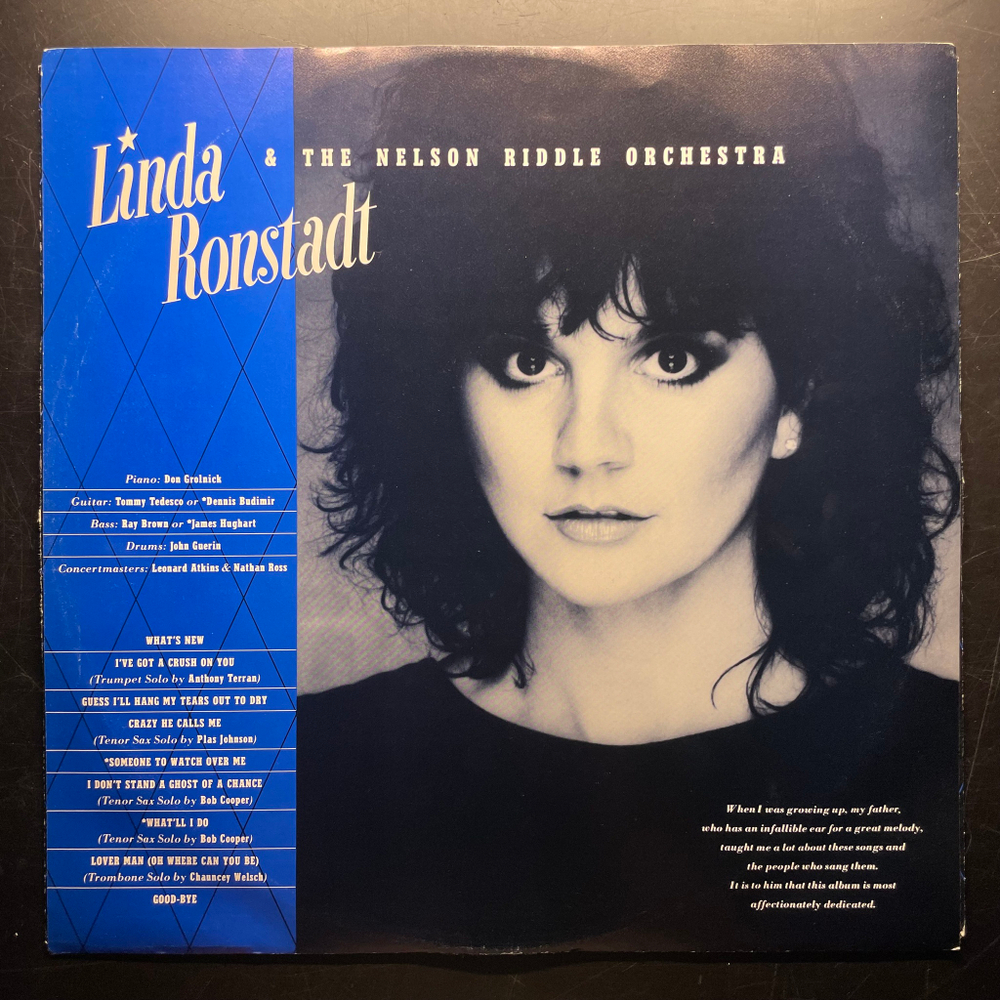 Linda
Ronstadt
& THE NELSON RIDDLE ORCHESTRA
Piano: Don Grolnick
Guitar: Tommy Tedesco or *Dennis Budimir
Bass: Ray Brown or *James Hughart
Drums: John Guerin
Concertmasters: Leonard Atkins & Nathan Ross
WHAT'S NEW
I'VE GOT A CRUSH ON YOU
(Trumpet Solo by Anthony Terran)
GUESS I'LL HANG MY TEARS OUT TO DRY
CRAZY HE CALLS ME
(Tenor Sax Solo by Plas Johnson)
*SOMEONE TO WATCH OVER ME
I DON'T STAND A GHOST OF A CHANCE
(Tenor Sax Solo by Bob Cooper)
*WHAT'LL I DO
(Tenor Sax Solo by Bob Cooper)
LOVER MAN (OH WHERE CAN YOU BE)
(Trombone Solo by Chauncey Welsch)
GOOD-BYE
When I was growing up, my father,
who has an infallible ear for a great melody,
taught me a lot about these songs and
the people who sang them.
It is to him that this album is most
affectionately dedicated.